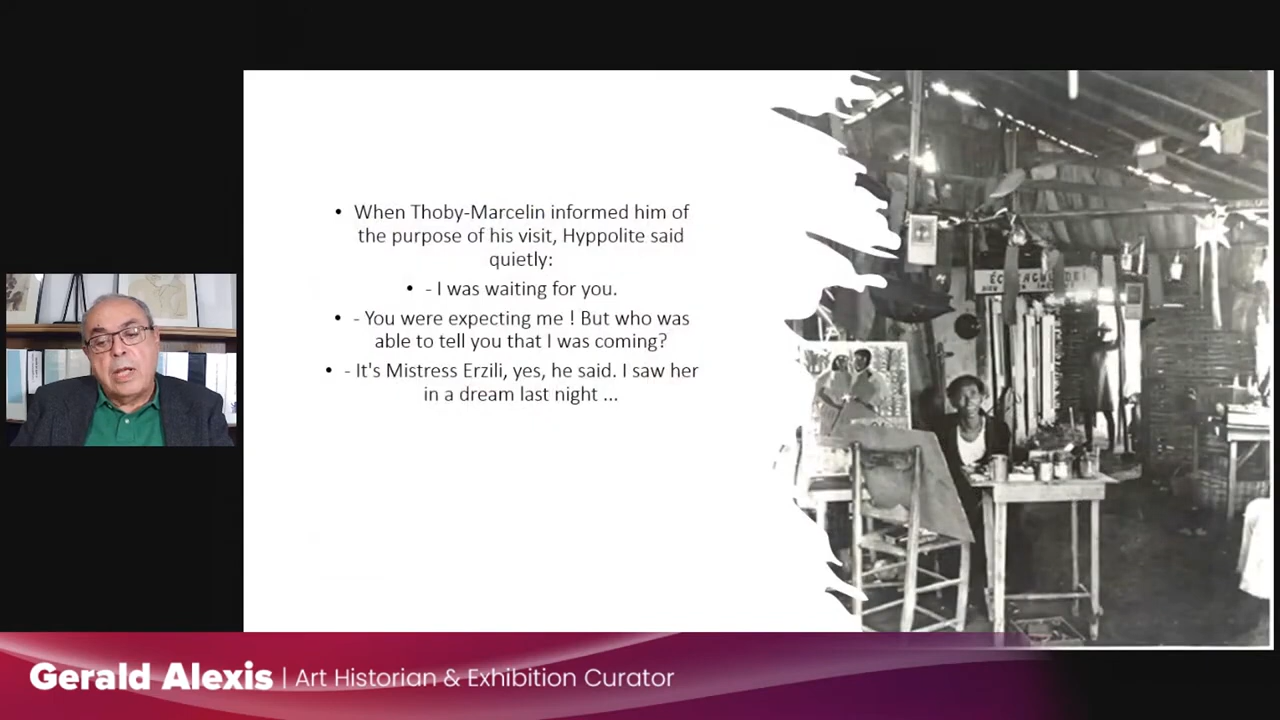 • When Thoby-Marcelin informed him of
the purpose of his visit, Hyppolite said
quietly:
• - I was waiting for you.
• - You were expecting me ! But who was
able to tell you that I was coming?
• - It's Mistress Erzili, yes, he said. I saw her
in a dream last night ...
Gerald Alexis | Art Historian & Exhibition Curator